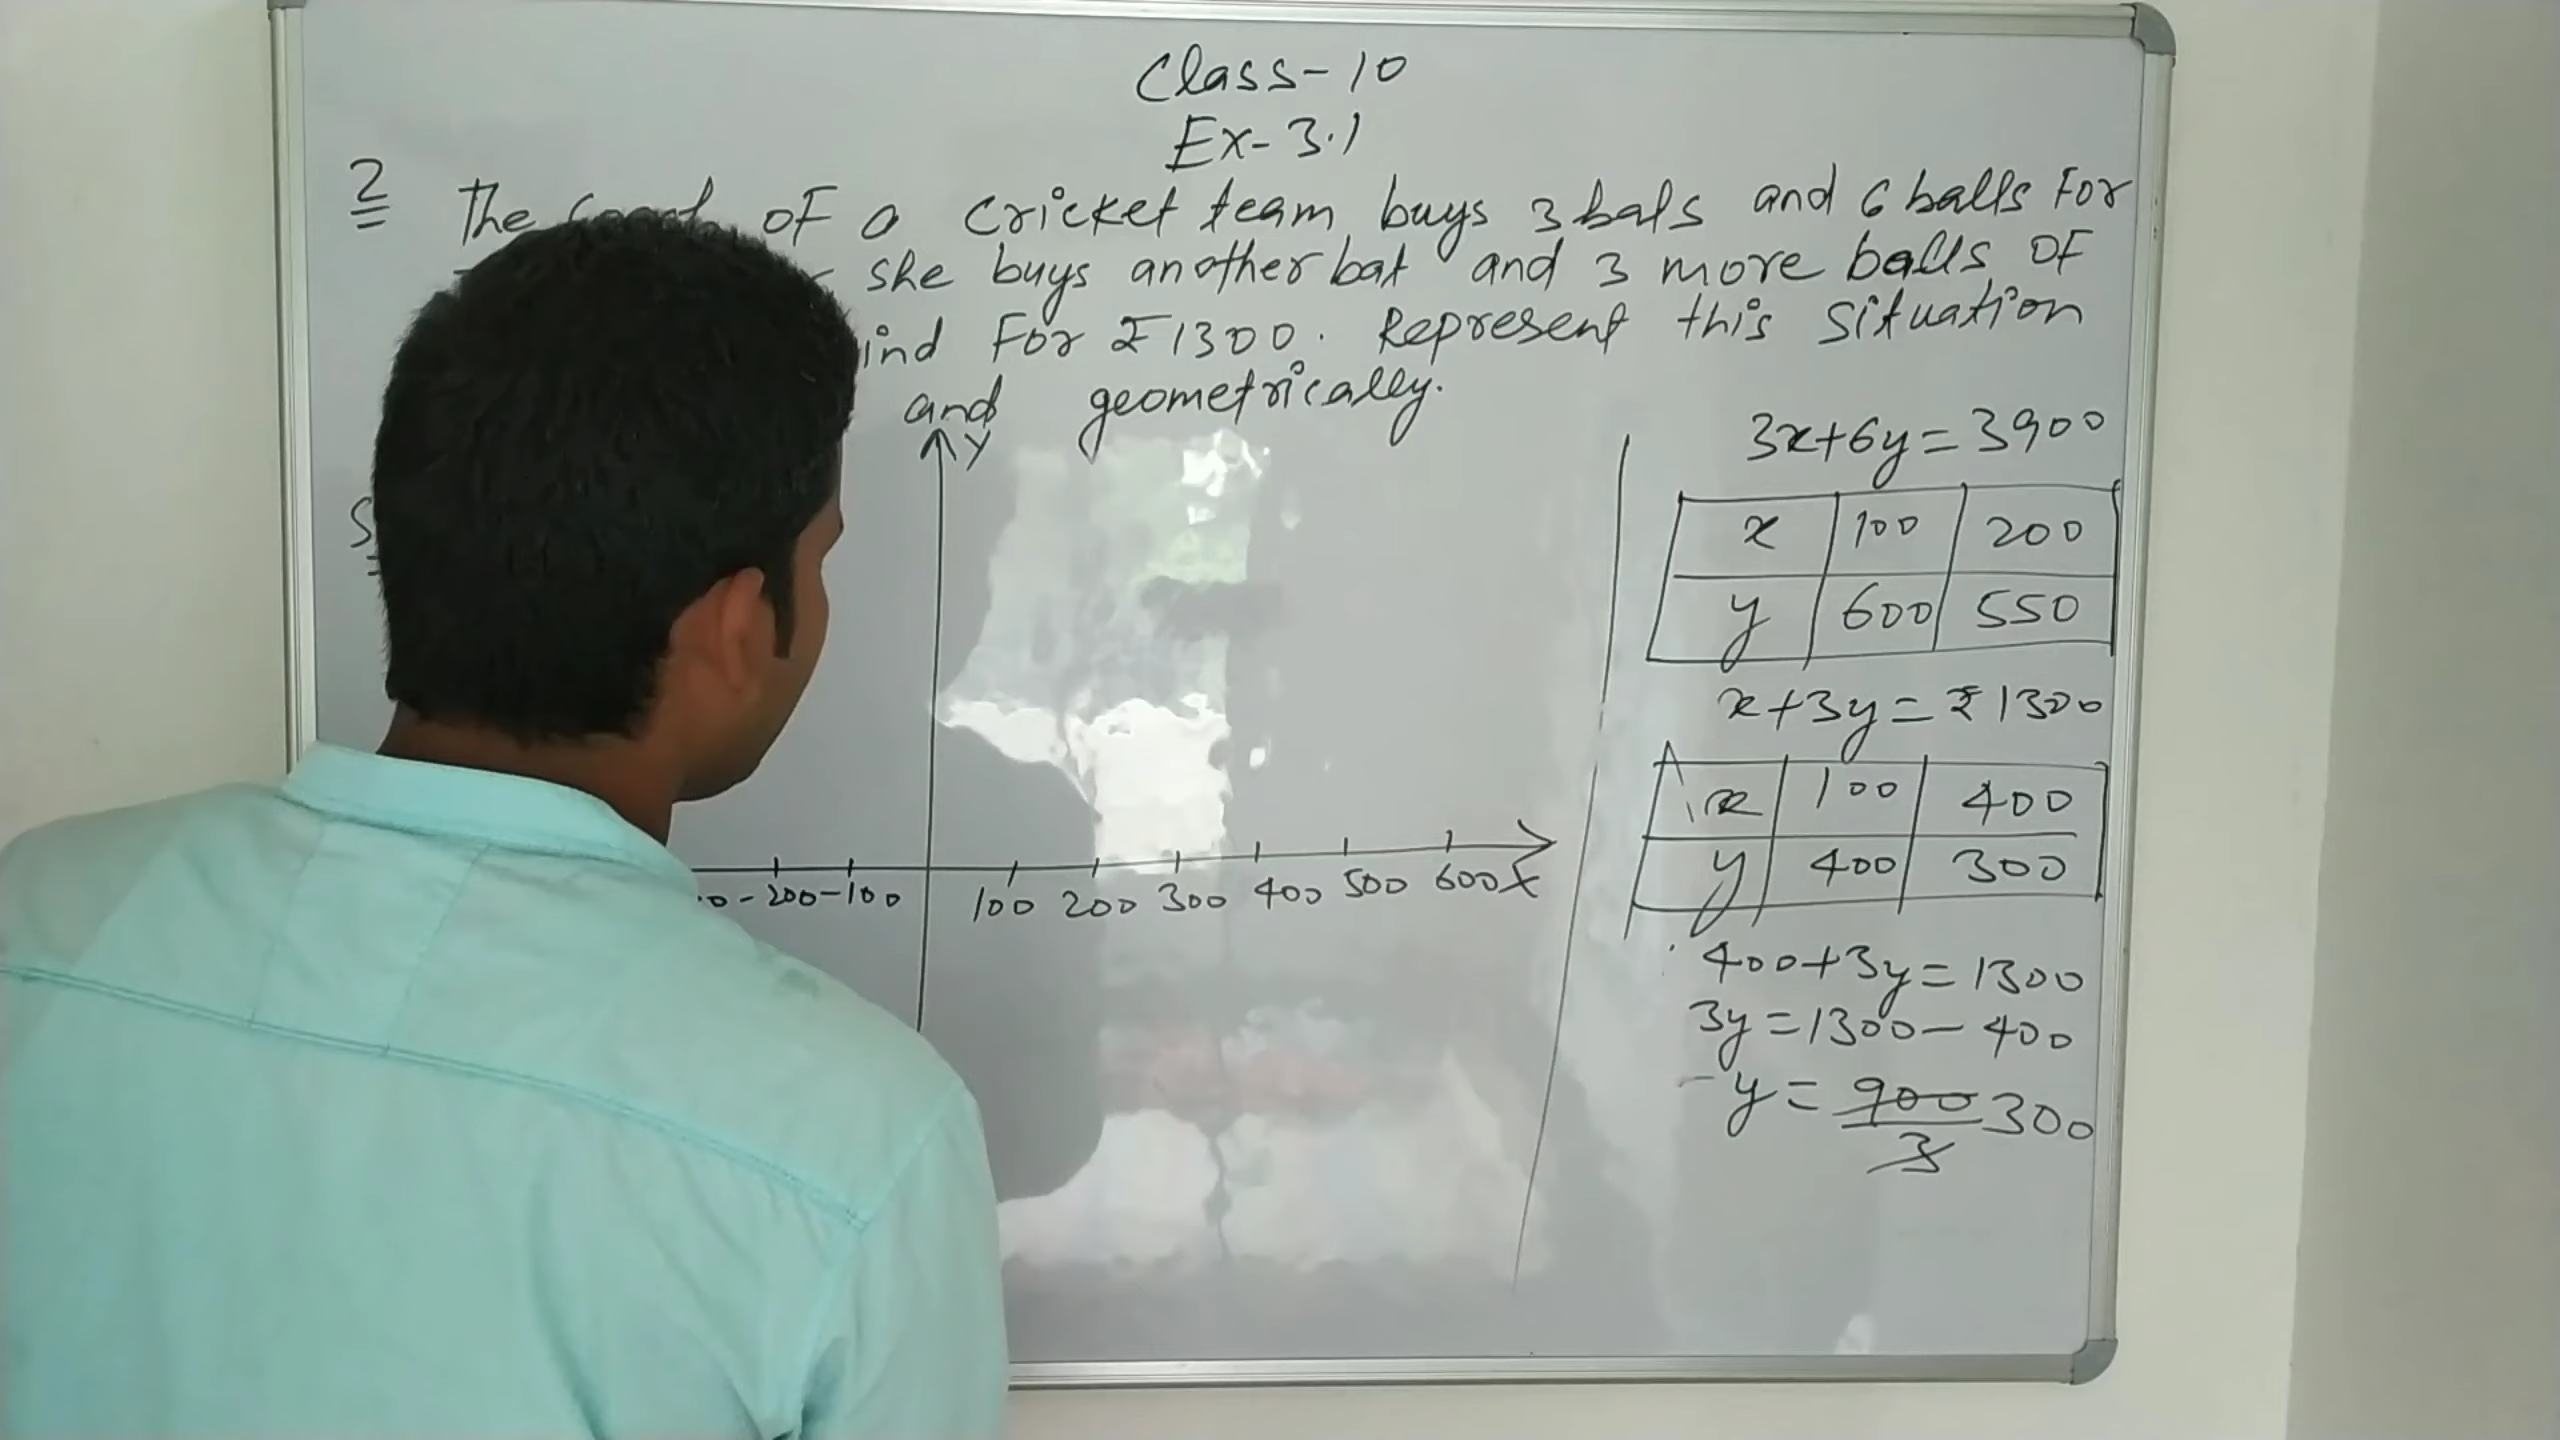 Class-10
Ex-3.1
2 The of a cricket team buys 3 bats and 6 balls For
she buys another bat and 3 more balls of
ind For ₹1300. Represent this situation
and geometrically.
S
Y
-200 -100 100 200 300 400 500 600 X
3x+6y=3900
x 100 200
y 600 550
x+3y=₹1300
x 100 400
y 400 300
400+3y=1300
3y=1300-400
y=900/3 300